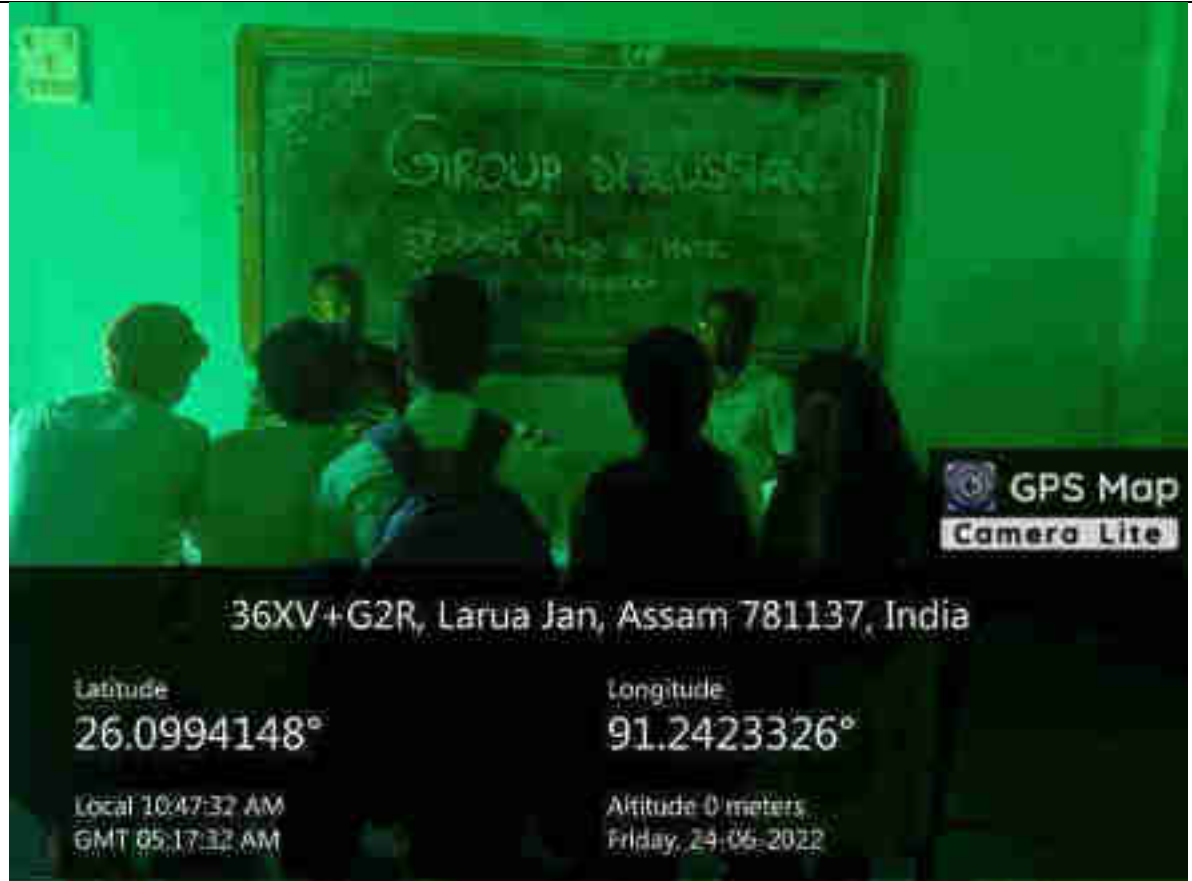 GROUP DISCUSSION
GPS Map
Camera Lite
36XV+G2R, Larua Jan, Assam 781137, India
Latitude
26.0994148°
Longitude
91.2423326°
Local 10:47:32 AM
GMT 05:17:32 AM
Altitude 0 meters
Friday, 24-06-2022